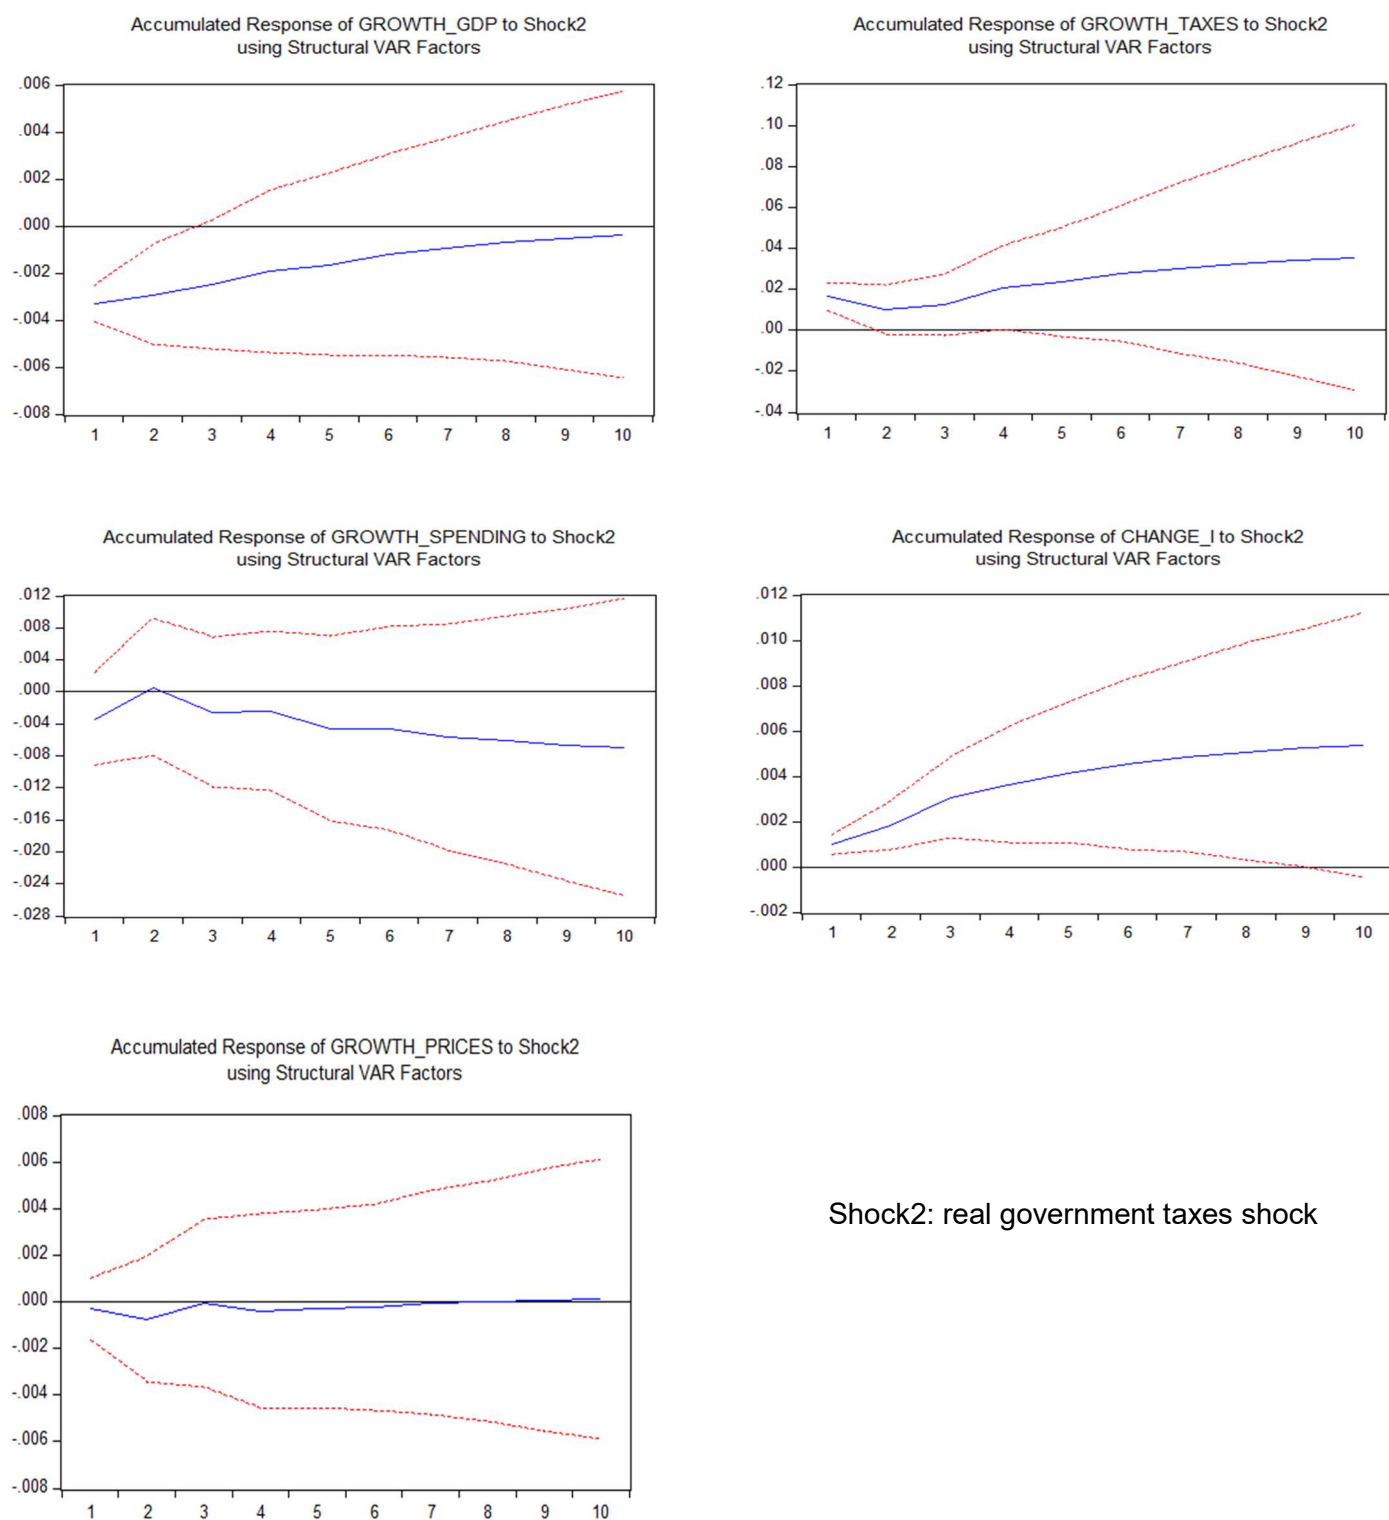 Accumulated Response of GROWTH_GDP to Shock2
using Structural VAR Factors
.006
.004
.002
.000
-.002
-.004
-.006
-.008
1 2 3 4 5 6 7 8 9 10
Accumulated Response of GROWTH_TAXES to Shock2
using Structural VAR Factors
.12
.10
.08
.06
.04
.02
.00
-.02
-.04
1 2 3 4 5 6 7 8 9 10
Accumulated Response of GROWTH_SPENDING to Shock2
using Structural VAR Factors
.012
.008
.004
.000
-.004
-.008
-.012
-.016
-.020
-.024
-.028
1 2 3 4 5 6 7 8 9 10
Accumulated Response of CHANGE_I to Shock2
using Structural VAR Factors
.012
.010
.008
.006
.004
.002
.000
-.002
1 2 3 4 5 6 7 8 9 10
Accumulated Response of GROWTH_PRICES to Shock2
using Structural VAR Factors
.008
.006
.004
.002
.000
-.002
-.004
-.006
-.008
1 2 3 4 5 6 7 8 9 10
Shock2: real government taxes shock